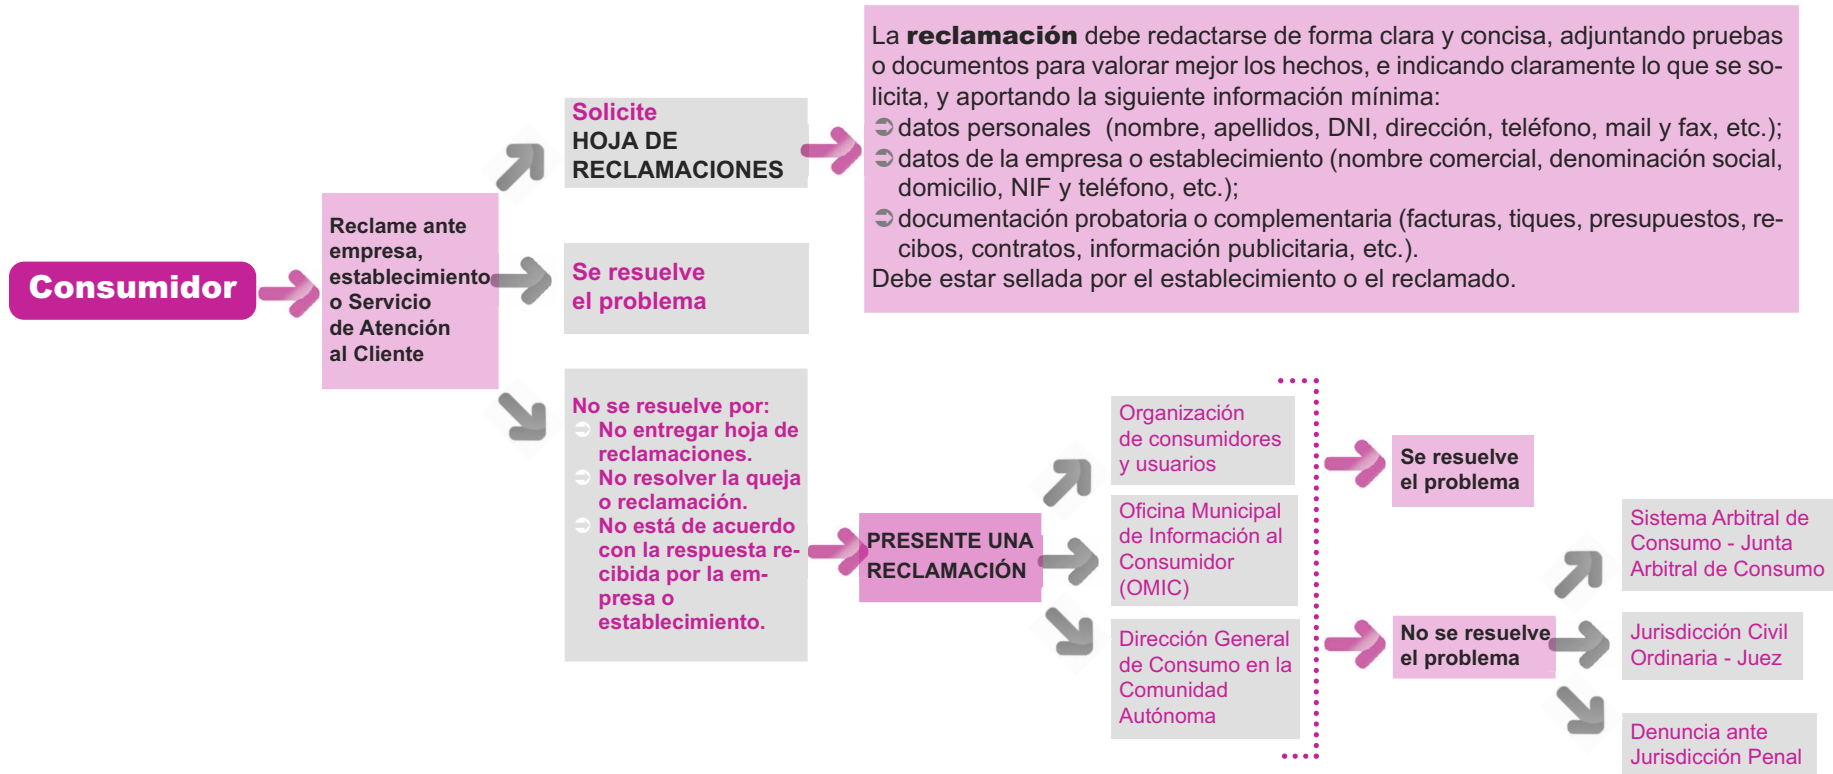 Consumidor
Reclame ante
empresa,
establecimiento
o Servicio
de Atención
al Cliente
Solicite
HOJA DE
RECLAMACIONES
La reclamación debe redactarse de forma clara y concisa, adjuntando pruebas
o documentos para valorar mejor los hechos, e indicando claramente lo que se so-
licita, y aportando la siguiente información mínima:
➲ datos personales (nombre, apellidos, DNI, dirección, teléfono, mail y fax, etc.);
➲ datos de la empresa o establecimiento (nombre comercial, denominación social,
domicilio, NIF y teléfono, etc.);
➲ documentación probatoria o complementaria (facturas, tiques, presupuestos, re-
cibos, contratos, información publicitaria, etc.).
Debe estar sellada por el establecimiento o el reclamado.
Se resuelve
el problema
No se resuelve por:
➲ No entregar hoja de
reclamaciones.
➲ No resolver la queja
o reclamación.
➲ No está de acuerdo
con la respuesta re-
cibida por la em-
presa o
establecimiento.
PRESENTE UNA
RECLAMACIÓN
Organización
de consumidores
y usuarios
Oficina Municipal
de Información al
Consumidor
(OMIC)
Dirección General
de Consumo en la
Comunidad
Autónoma
Se resuelve
el problema
No se resuelve
el problema
Sistema Arbitral de
Consumo - Junta
Arbitral de Consumo
Jurisdicción Civil
Ordinaria - Juez
Denuncia ante
Jurisdicción Penal